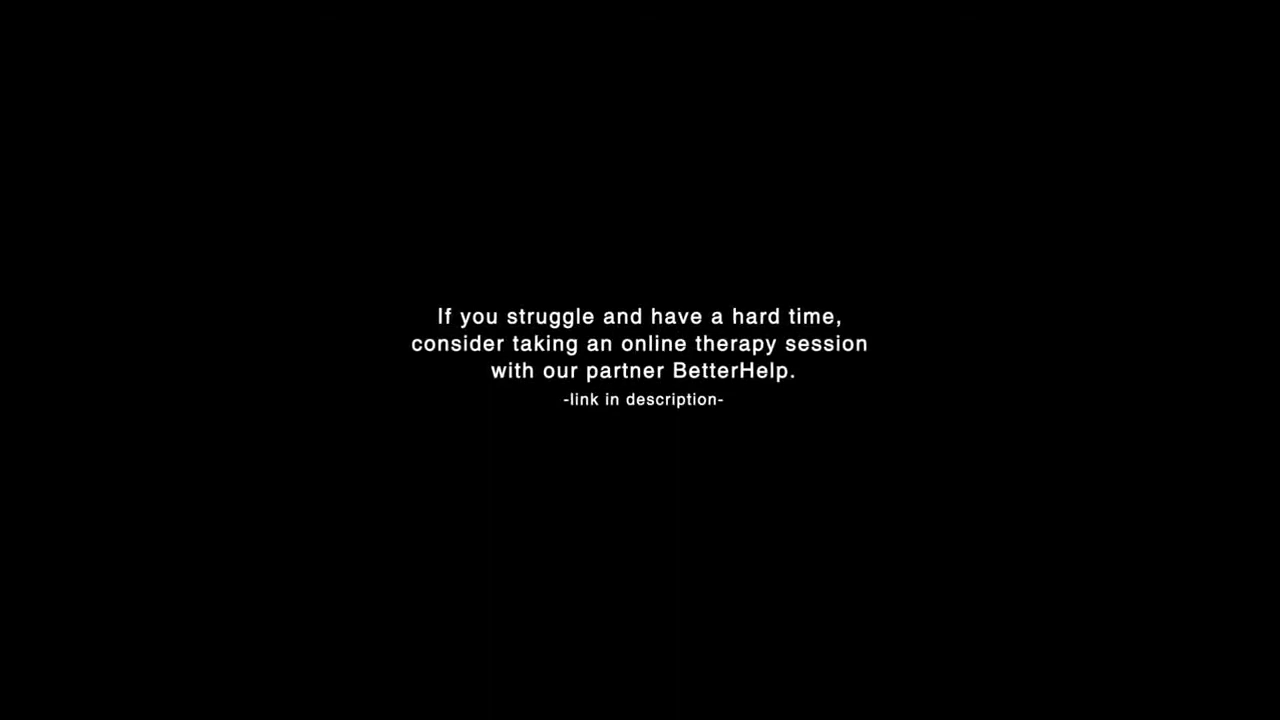 If you struggle and have a hard time,
consider taking an online therapy session
with our partner BetterHelp.
-link in description-